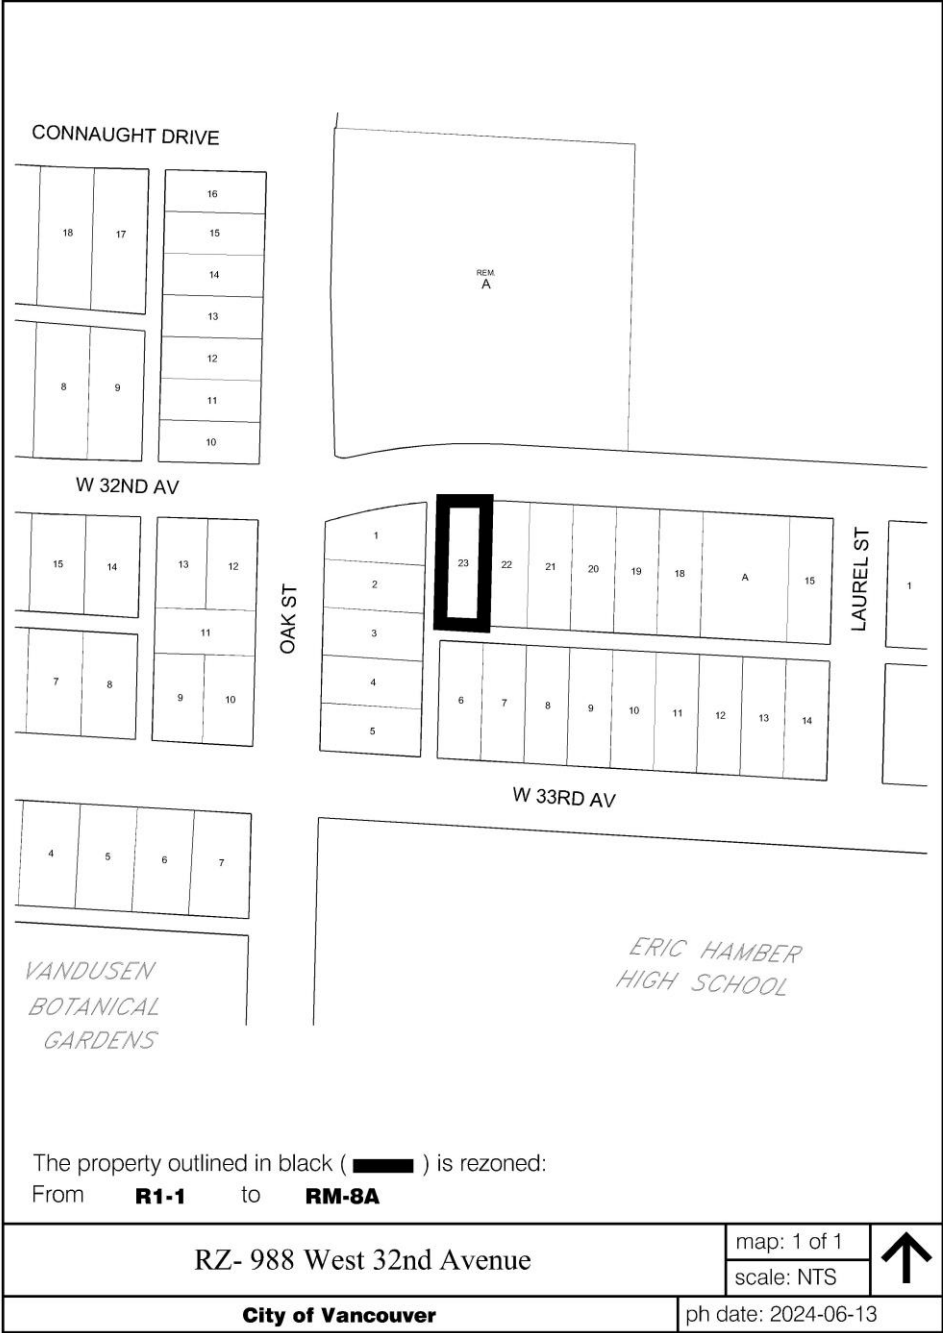 CONNAUGHT DRIVE
16
18
17
15
14
REM.
A
13
12
8
9
11
10
W 32ND AV
1
15
14
13
12
23
22
21
20
19
18
A
15
LAUREL ST
1
2
OAK ST
11
3
7
8
9
10
4
6
7
8
9
10
11
12
13
14
5
W 33RD AV
4
5
6
7
ERIC HAMBER
HIGH SCHOOL
VANDUSEN
BOTANICAL
GARDENS
The property outlined in black ( ) is rezoned:
From R1-1 to RM-8A
RZ- 988 West 32nd Avenue
map: 1 of 1
scale: NTS
City of Vancouver
ph date: 2024-06-13